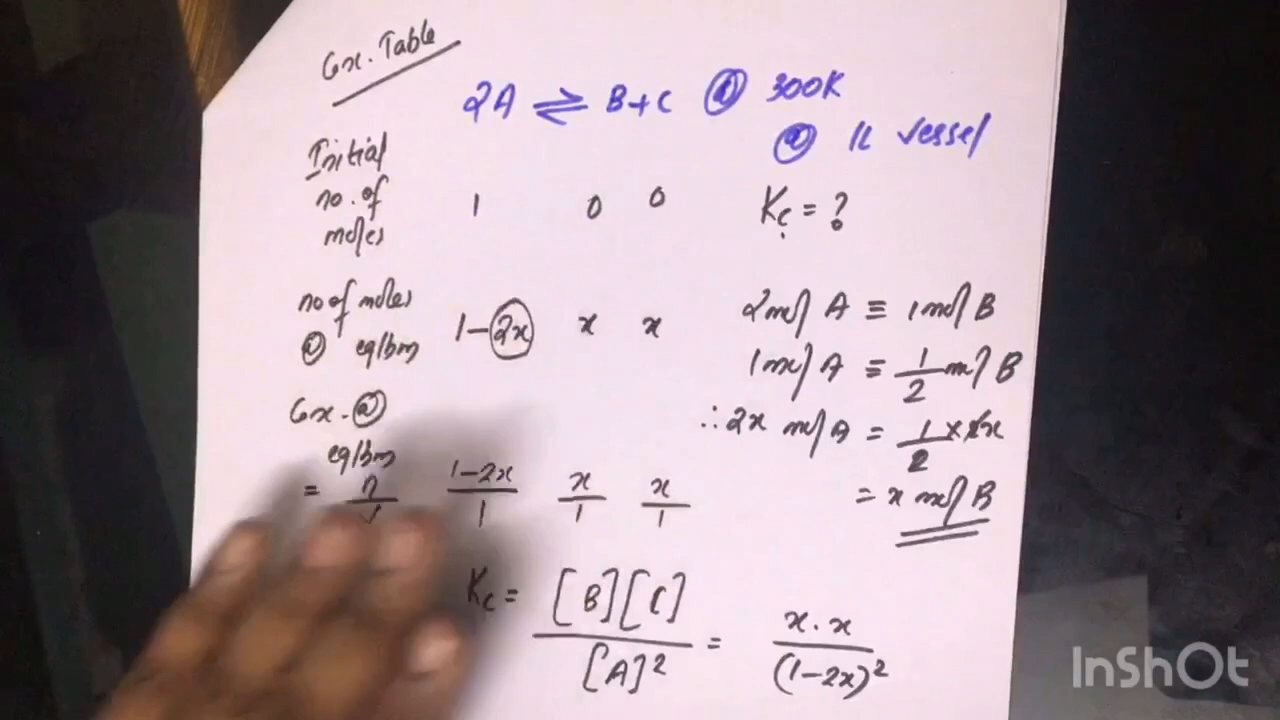 Cx. Table
2A ⇌ B+C @ 300K
@ 1L vessel
Initial
no. of
moles
1 0 0
Kc = ?
no of moles
@ eqlbm
1-2x x x
2mol A ≡ 1mol B
1mol A ≡ 1/2 mol B
∴ 2x mol A = 1/2 × 2x
= x mol B
Cx. @
eqlbm
= n/V (1-2x)/1 x/1 x/1
Kc = [B][C]/[A]² = x.x/(1-2x)²
InShOt